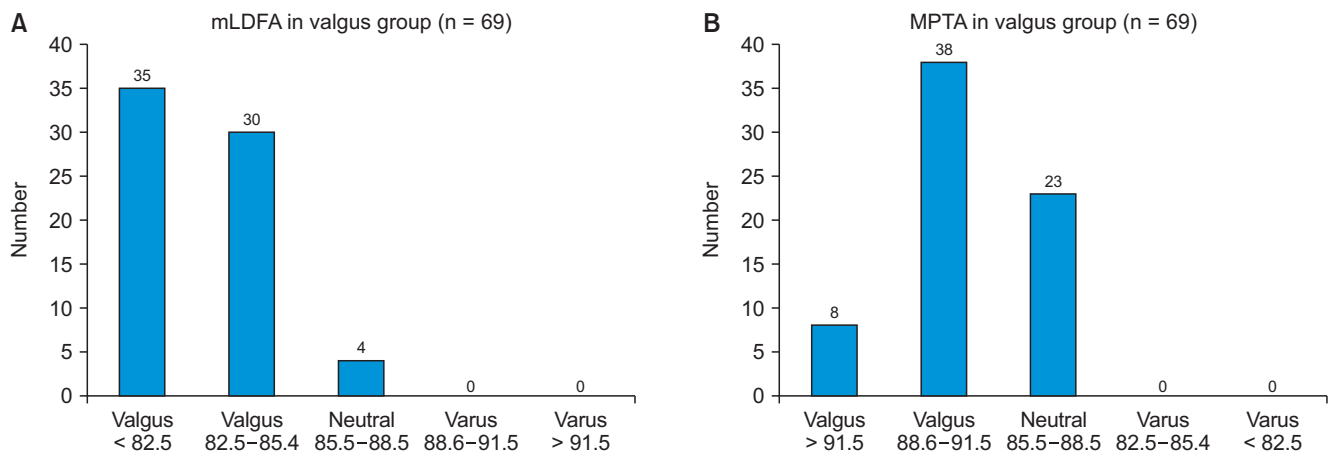 A
mLDFA in valgus group (n = 69)
Number
40
35
30
25
20
15
10
5
0
35
30
4
0
0
Valgus
< 82.5
Valgus
82.5–85.4
Neutral
85.5–88.5
Varus
88.6–91.5
Varus
> 91.5
B
MPTA in valgus group (n = 69)
Number
40
35
30
25
20
15
10
5
0
8
38
23
0
0
Valgus
> 91.5
Valgus
88.6–91.5
Neutral
85.5–88.5
Varus
82.5–85.4
Varus
< 82.5